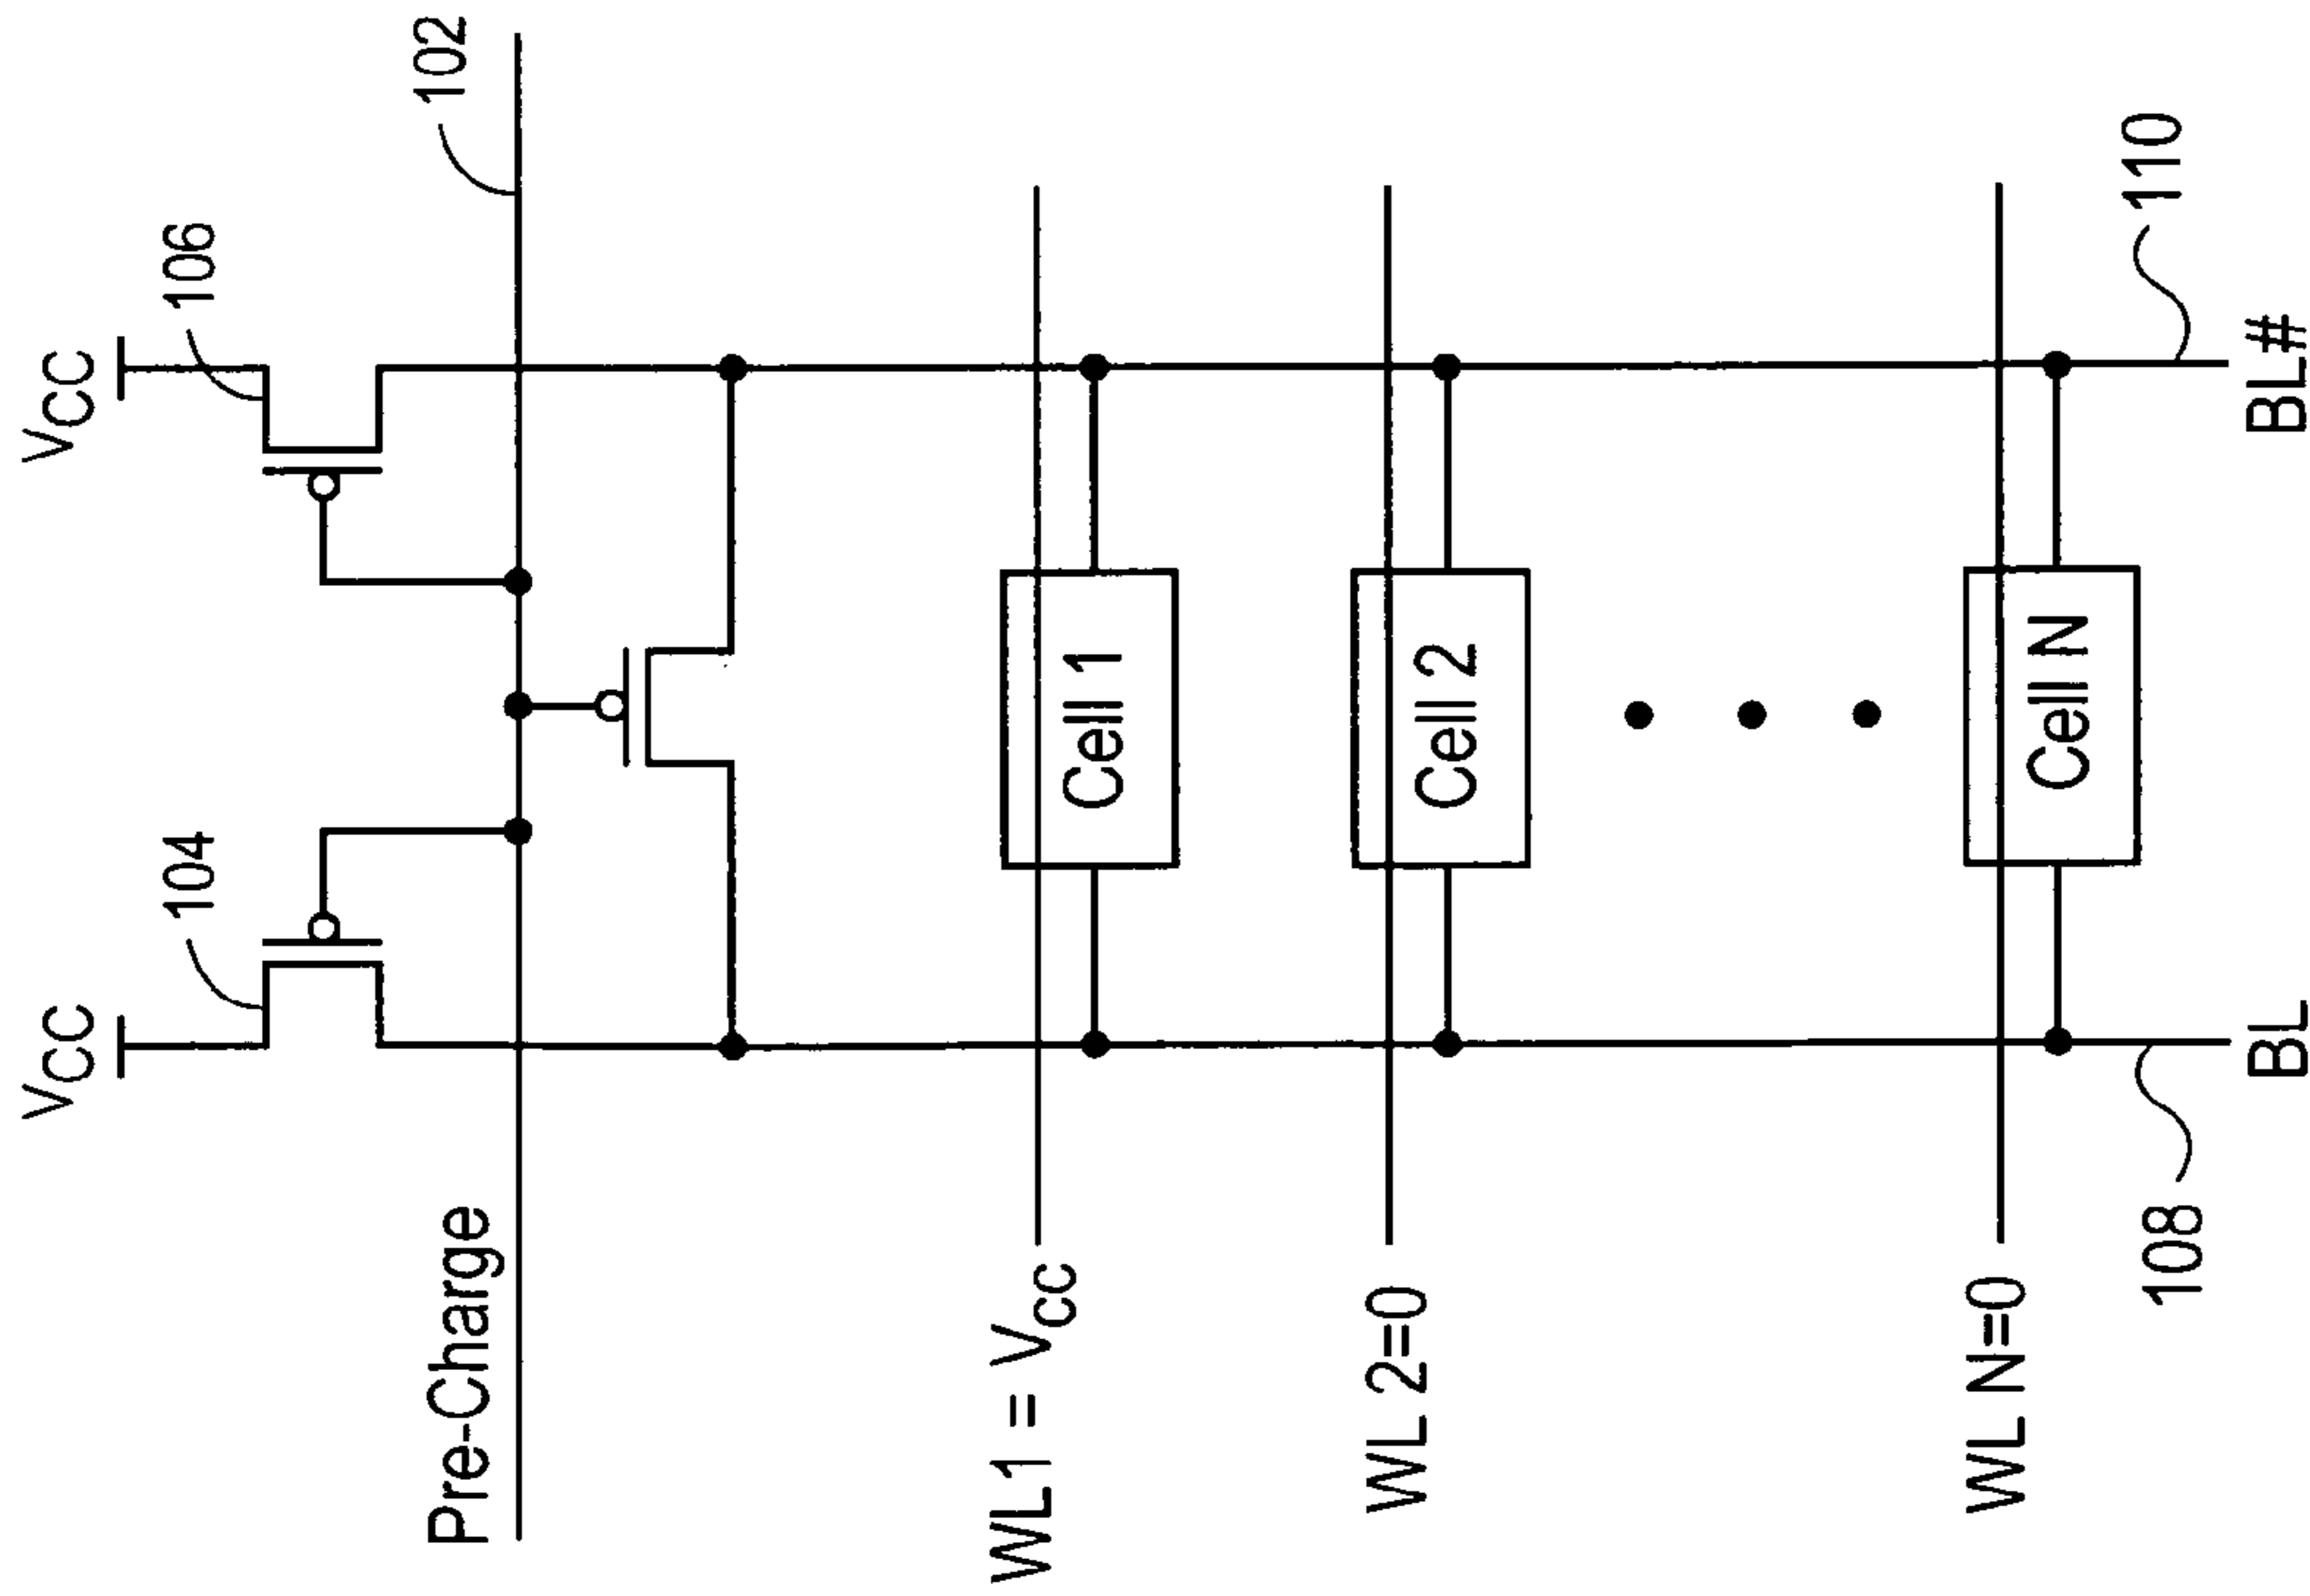 VCC
VCC
104
106
102
Pre-Charge
WL1 = Vcc
Cell 1
WL 2=0
Cell 2
WL N=0
Cell N
108
110
BL
BL#